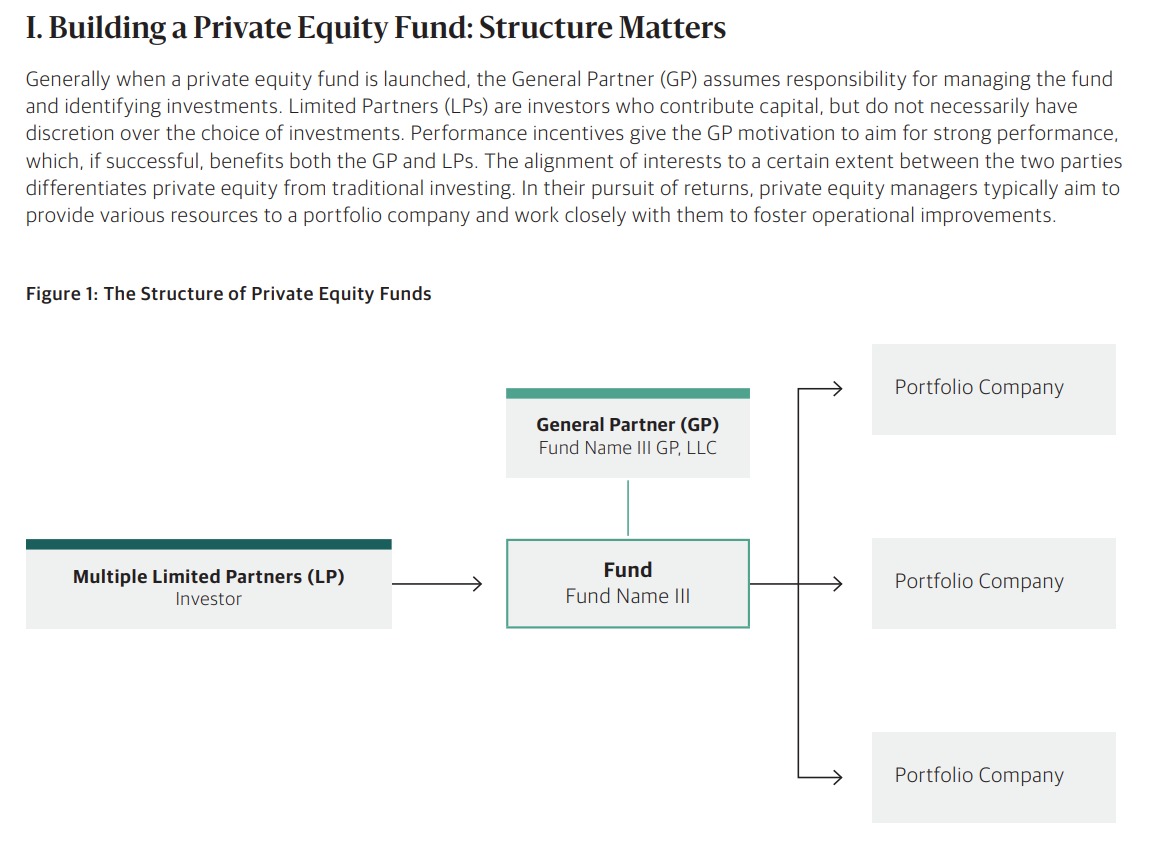 I. Building a Private Equity Fund: Structure Matters
Generally when a private equity fund is launched, the General Partner (GP) assumes responsibility for managing the fund
and identifying investments. Limited Partners (LPs) are investors who contribute capital, but do not necessarily have
discretion over the choice of investments. Performance incentives give the GP motivation to aim for strong performance,
which, if successful, benefits both the GP and LPs. The alignment of interests to a certain extent between the two parties
differentiates private equity from traditional investing. In their pursuit of returns, private equity managers typically aim to
provide various resources to a portfolio company and work closely with them to foster operational improvements.
Figure 1: The Structure of Private Equity Funds
Portfolio Company
General Partner (GP)
Fund Name III GP, LLC
Multiple Limited Partners (LP)
Investor
Fund
Fund Name III
Portfolio Company
Portfolio Company